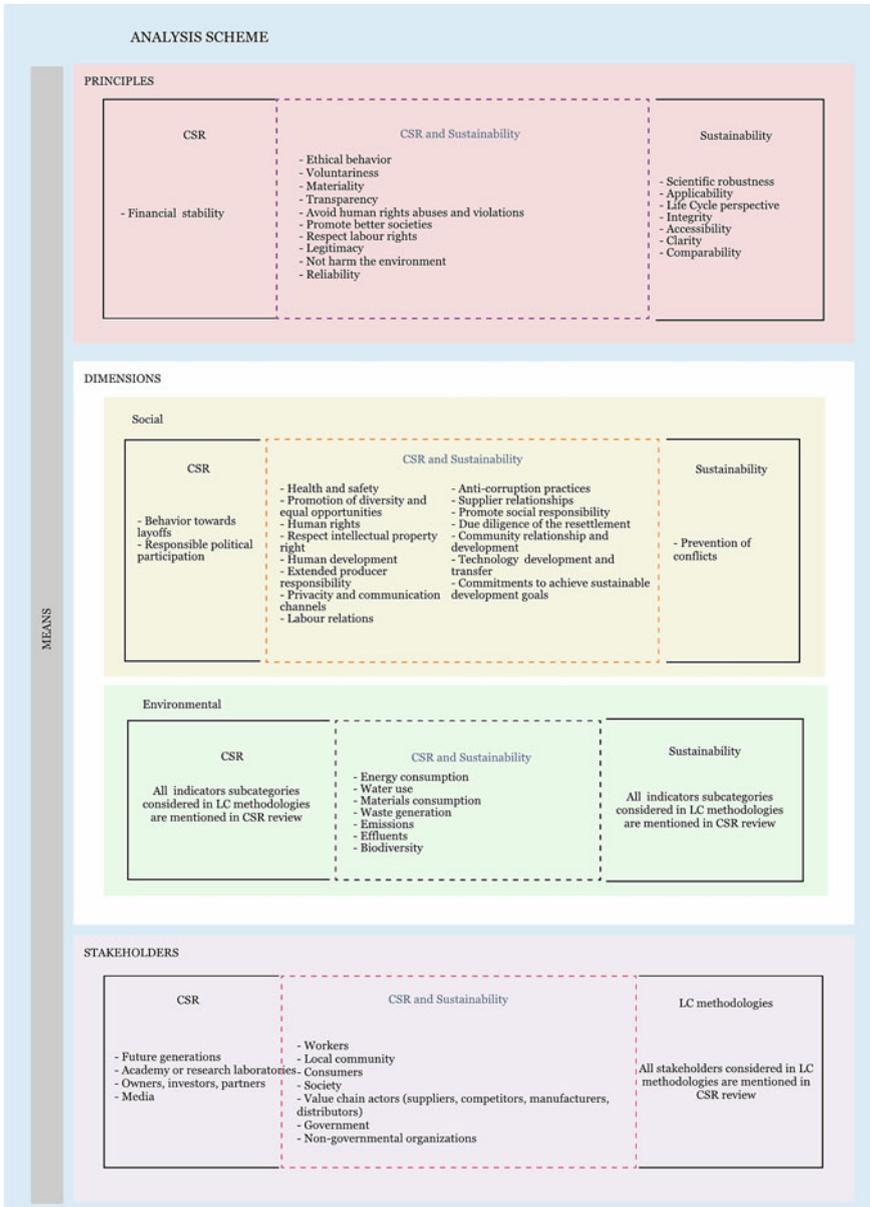 ANALYSIS SCHEME
MEANS
PRINCIPLES
CSR
- Financial stability
CSR and Sustainability
- Ethical behavior
- Voluntariness
- Materiality
- Transparency
- Avoid human rights abuses and violations
- Promote better societies
- Respect labour rights
- Legitimacy
- Not harm the environment
- Reliability
Sustainability
- Scientific robustness
- Applicability
- Life Cycle perspective
- Integrity
- Accessibility
- Clarity
- Comparability
DIMENSIONS
Social
CSR
- Behavior towards
layoffs
- Responsible political
participation
CSR and Sustainability
- Health and safety
- Promotion of diversity and
equal opportunities
- Human rights
- Respect intellectual property
right
- Human development
- Extended producer
responsibility
- Privacity and communication
channels
- Labour relations
- Anti-corruption practices
- Supplier relationships
- Promote social responsibility
- Due diligence of the resettlement
- Community relationship and
development
- Technology development and
transfer
- Commitments to achieve sustainable
development goals
Sustainability
- Prevention of
conflicts
Environmental
CSR
All indicators subcategories
considered in LC methodologies
are mentioned in CSR review
CSR and Sustainability
- Energy consumption
- Water use
- Materials consumption
- Waste generation
- Emissions
- Effluents
- Biodiversity
Sustainability
All indicators subcategories
considered in LC methodologies
are mentioned in CSR review
STAKEHOLDERS
CSR
- Future generations
- Academy or research laboratories
- Owners, investors, partners
- Media
CSR and Sustainability
- Workers
- Local community
- Consumers
- Society
- Value chain actors (suppliers, competitors, manufacturers,
distributors)
- Government
- Non-governmental organizations
LC methodologies
All stakeholders considered in LC
methodologies are mentioned in
CSR review